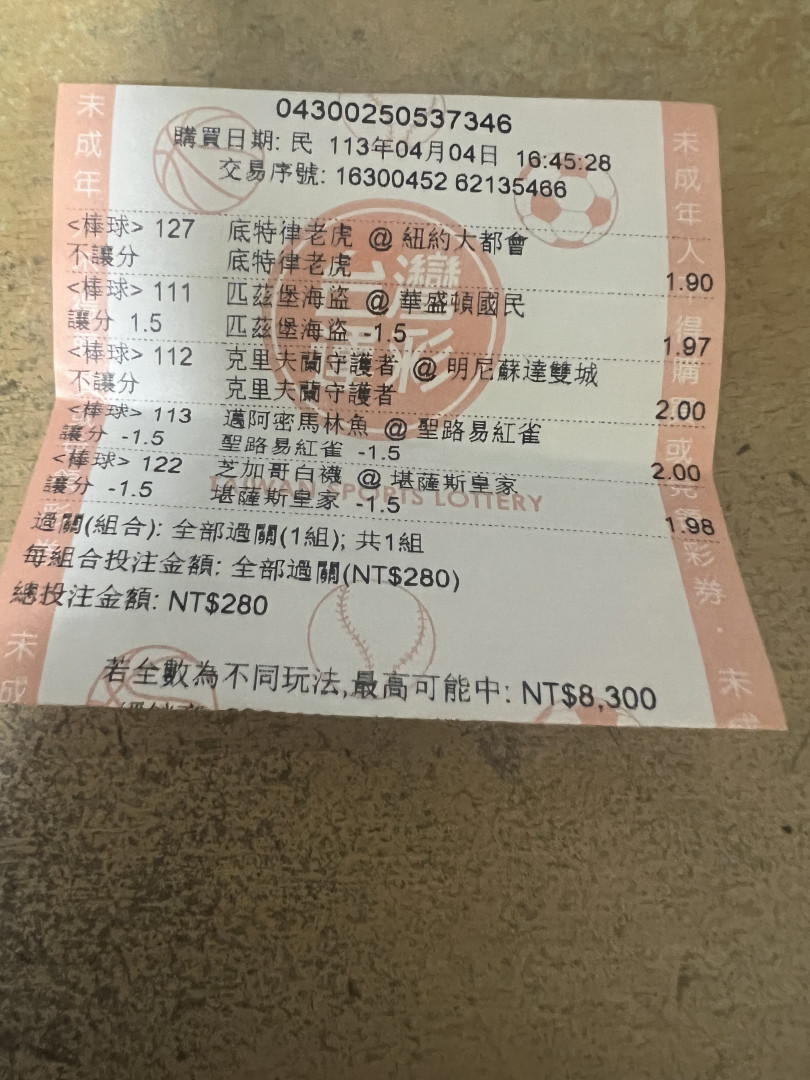 04300250537346
購買日期: 民 113年04月04日 16:45:28
交易序號: 16300452 62135466
<棒球> 127 底特律老虎 @ 紐約大都會
不讓分 底特律老虎 1.90
<棒球> 111 匹茲堡海盜 @ 華盛頓國民
讓分 1.5 匹茲堡海盜 -1.5 1.97
<棒球> 112 克里夫蘭守護者 @ 明尼蘇達雙城
不讓分 克里夫蘭守護者 2.00
<棒球> 113 邁阿密馬林魚 @ 聖路易紅雀
讓分 -1.5 聖路易紅雀 -1.5 2.00
<棒球> 122 芝加哥白襪 @ 堪薩斯皇家
讓分 -1.5 堪薩斯皇家 -1.5 1.98
過關(組合): 全部過關(1組); 共1組
每組合投注金額: 全部過關(NT$280)
總投注金額: NT$280
若全數為不同玩法,最高可能中: NT$8,300
台灣運彩
TAIWAN SPORTS LOTTERY
未成年
未成
未成年人
得購
或
彩券．未成